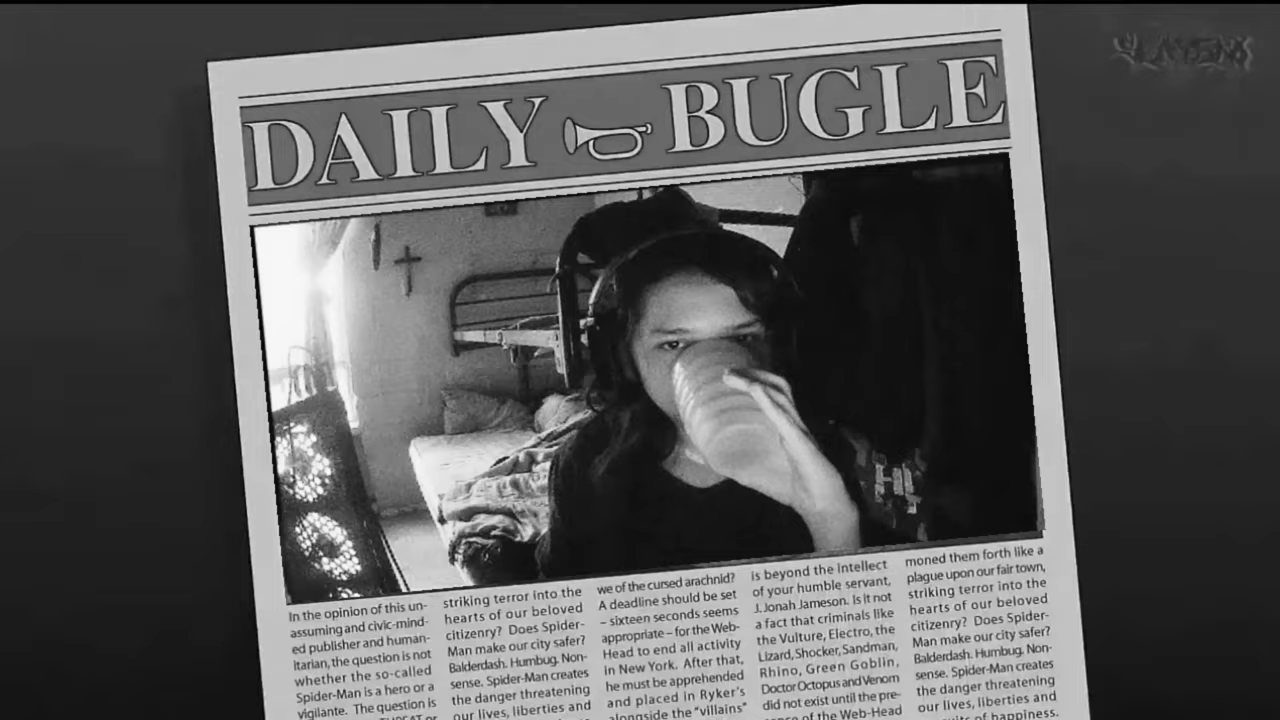 DAILY BUGLE
In the opinion of this un-
assuming and civic-mind-
ed publisher and human-
itarian, the question is not
whether the so-called
Spider-Man is a hero or a
vigilante. The question is
striking terror into the
hearts of our beloved
citizenry? Does Spider-
Man make our city safer?
Balderdash. Humbug. Non-
sense. Spider-Man creates
the danger threatening
our lives, liberties and
we of the cursed arachnid?
A deadline should be set
– sixteen seconds seems
appropriate – for the Web-
Head to end all activity
in New York. After that,
he must be apprehended
and placed in Ryker's
alongside the "villains"
is beyond the intellect
of your humble servant,
J. Jonah Jameson. Is it not
a fact that criminals like
the Vulture, Electro, the
Lizard, Shocker, Sandman,
Rhino, Green Goblin,
Doctor Octopus and Venom
did not exist until the pre-
of the Web-Head
moned them forth like a
plague upon our fair town,
striking terror into the
hearts of our beloved
citizenry? Does Spider-
Man make our city safer?
Balderdash. Humbug. Non-
sense. Spider-Man creates
the danger threatening
our lives, liberties and
of happiness.